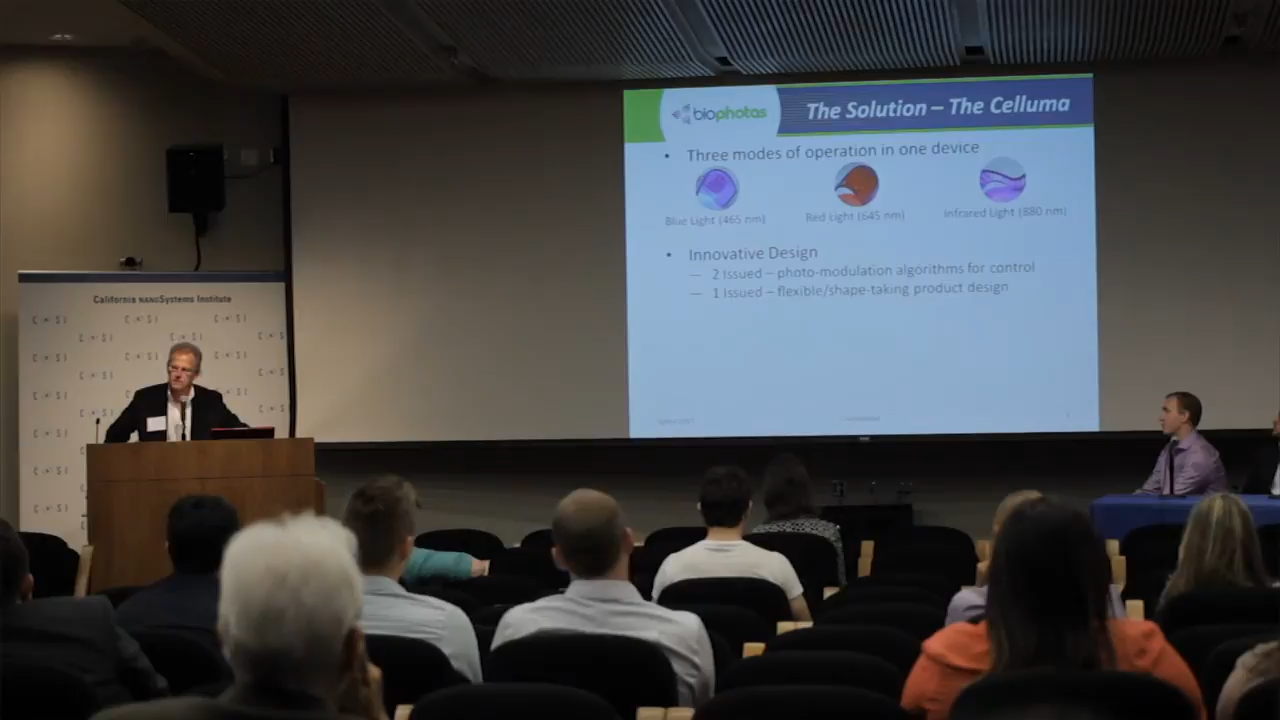 biophotas
The Solution – The Celluma
• Three modes of operation in one device
Blue Light (465 nm)
Red Light (645 nm)
Infrared Light (880 nm)
• Innovative Design
— 2 Issued – photo-modulation algorithms for control
— 1 Issued – flexible/shape-taking product design
California NANOSystems Institute